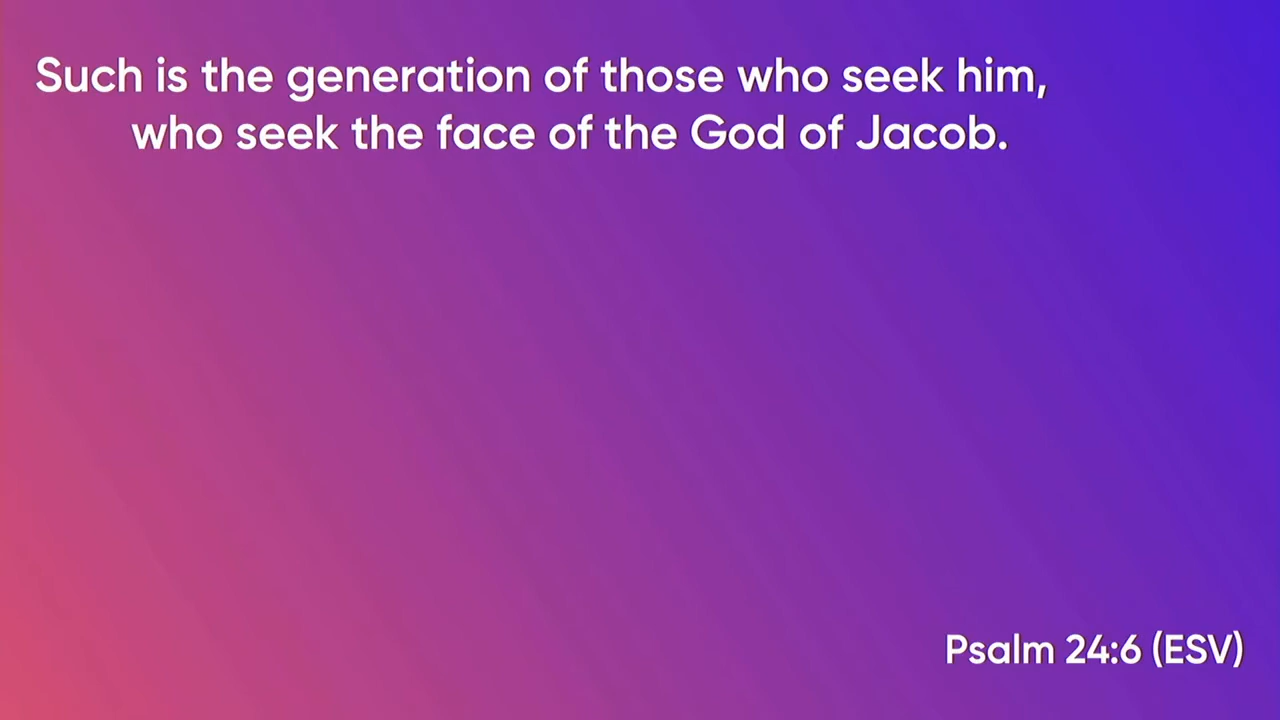 Such is the generation of those who seek him,
who seek the face of the God of Jacob.
Psalm 24:6 (ESV)